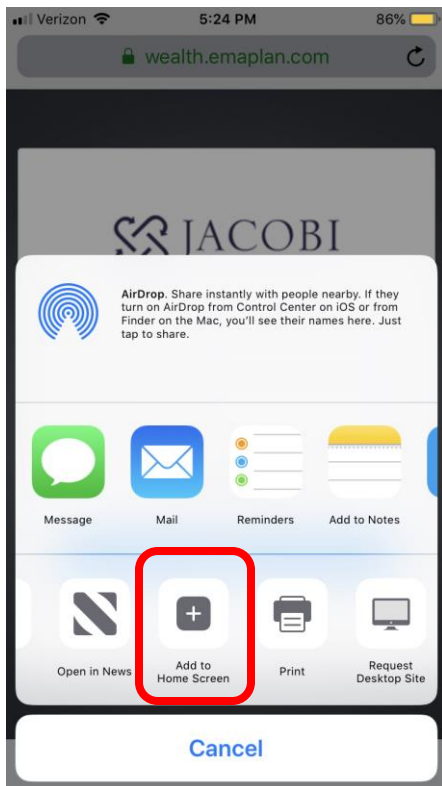 Verizon 5:24 PM 86%
wealth.emaplan.com
JACOBI
AirDrop. Share instantly with people nearby. If they
turn on AirDrop from Control Center on iOS or from
Finder on the Mac, you'll see their names here. Just
tap to share.
Message Mail Reminders Add to Notes
Open in News Add to Print Request
Home Screen Desktop Site
Cancel